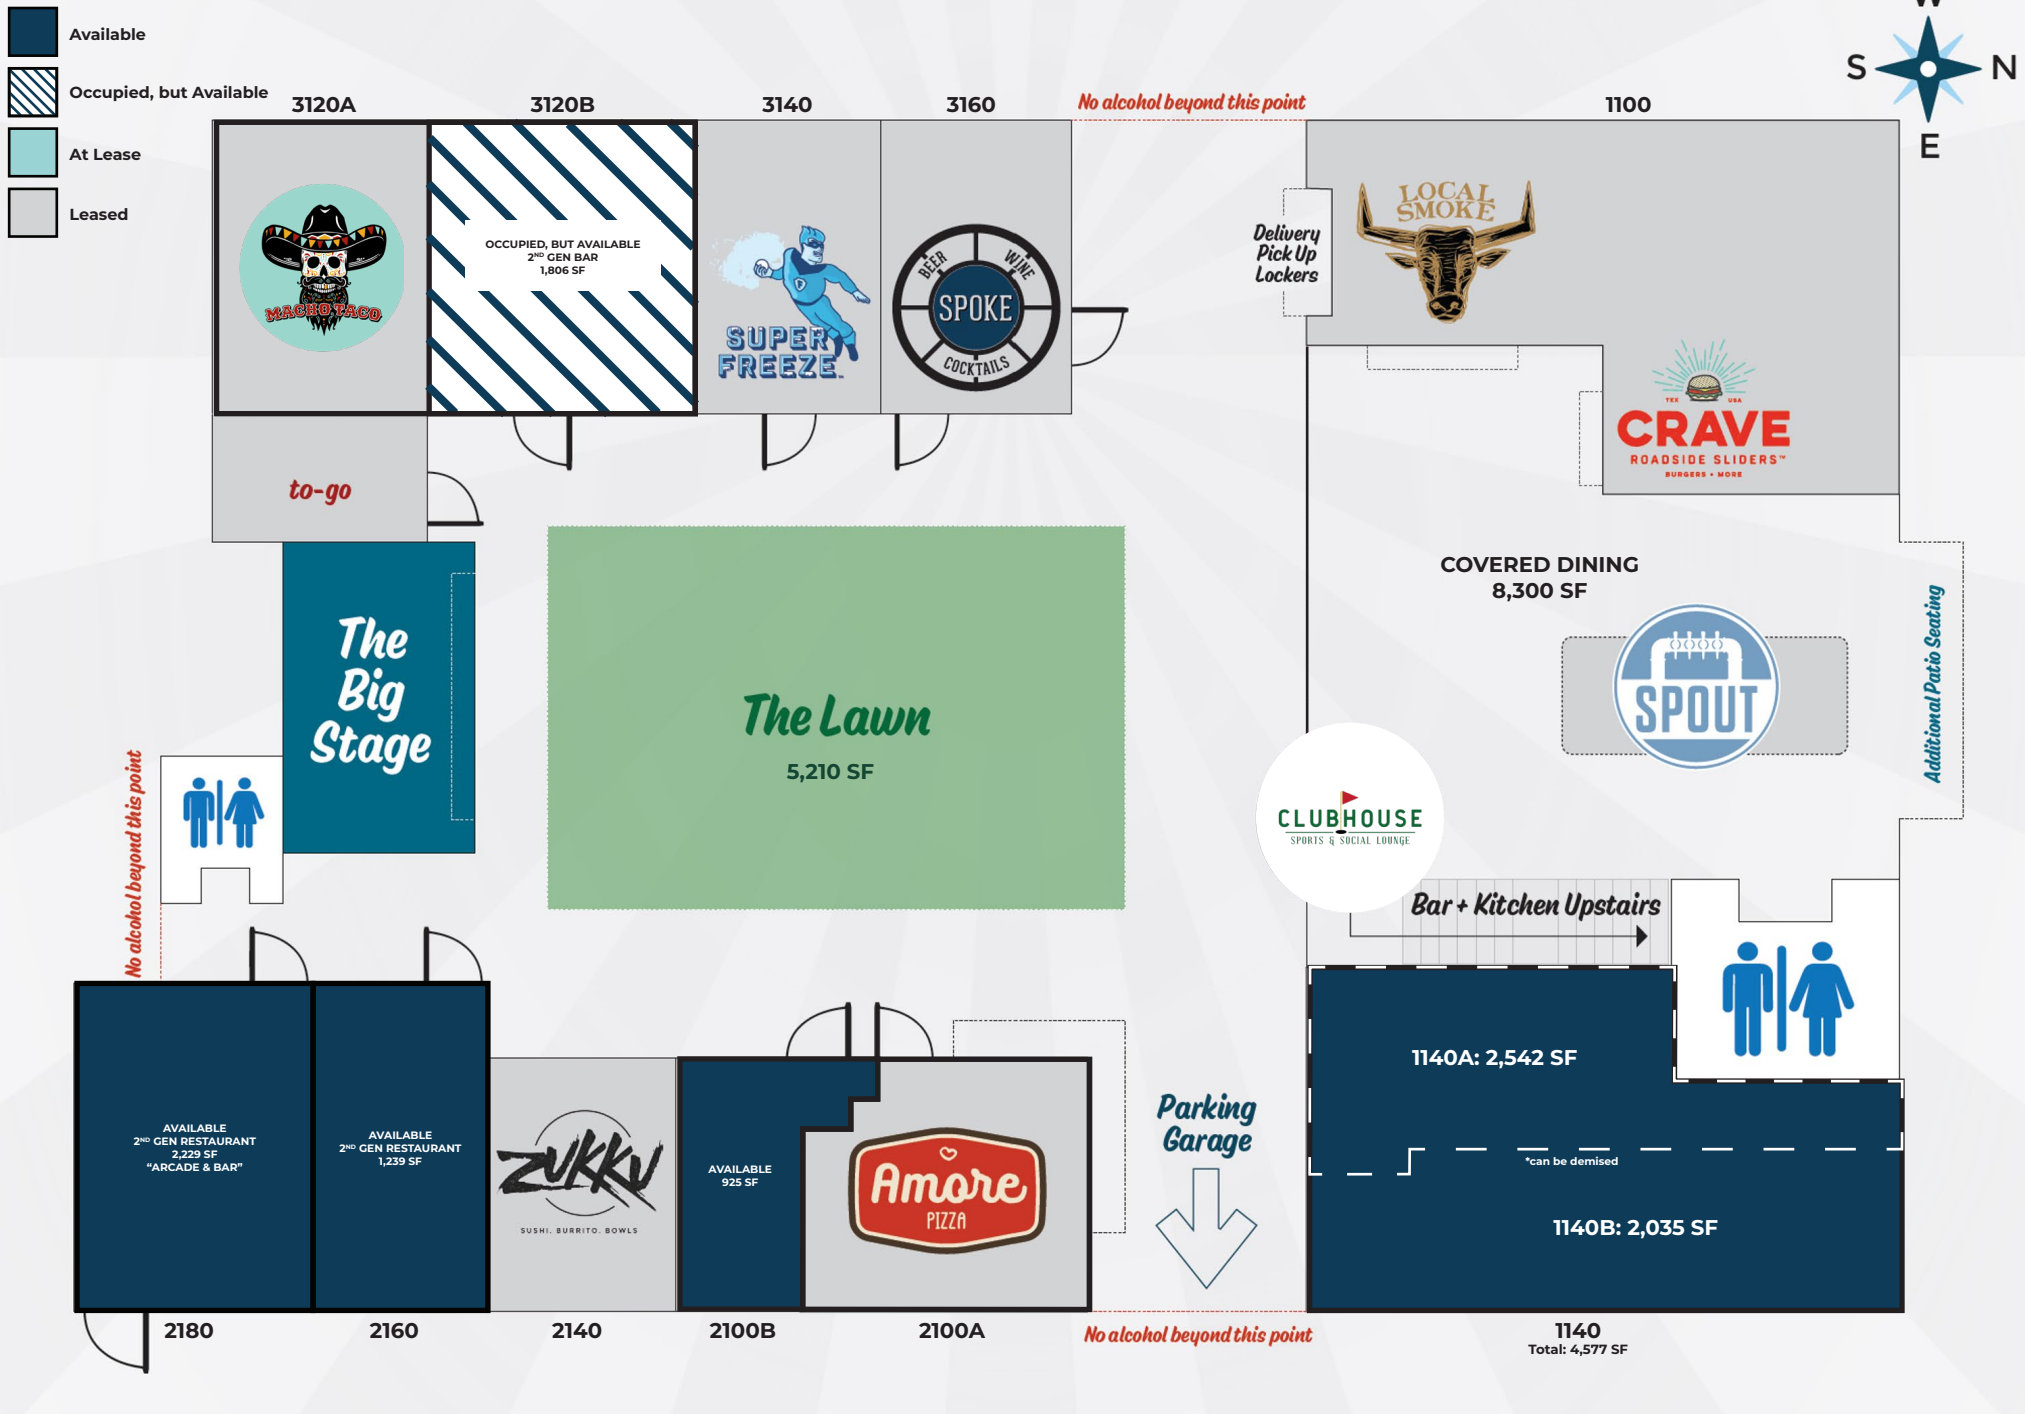 Available
Occupied, but Available
At Lease
Leased
W
S
N
E
3120A
3120B
3140
3160
No alcohol beyond this point
1100
MACHO TACO
OCCUPIED, BUT AVAILABLE
2ND GEN BAR
1,806 SF
SUPER
FREEZE
BEER
WINE
SPOKE
COCKTAILS
Delivery
Pick Up
Lockers
LOCAL
SMOKE
TEX
USA
CRAVE
ROADSIDE SLIDERS™
BURGERS • MORE
to-go
The
Big
Stage
The Lawn
5,210 SF
COVERED DINING
8,300 SF
SPOUT
Additional Patio Seating
CLUBHOUSE
SPORTS & SOCIAL LOUNGE
Bar + Kitchen Upstairs
No alcohol beyond this point
AVAILABLE
2ND GEN RESTAURANT
2,229 SF
“ARCADE & BAR”
AVAILABLE
2ND GEN RESTAURANT
1,239 SF
ZUKKU
SUSHI. BURRITO. BOWLS
AVAILABLE
925 SF
Amore
PIZZA
Parking
Garage
1140A: 2,542 SF
*can be demised
1140B: 2,035 SF
2180
2160
2140
2100B
2100A
No alcohol beyond this point
1140
Total: 4,577 SF